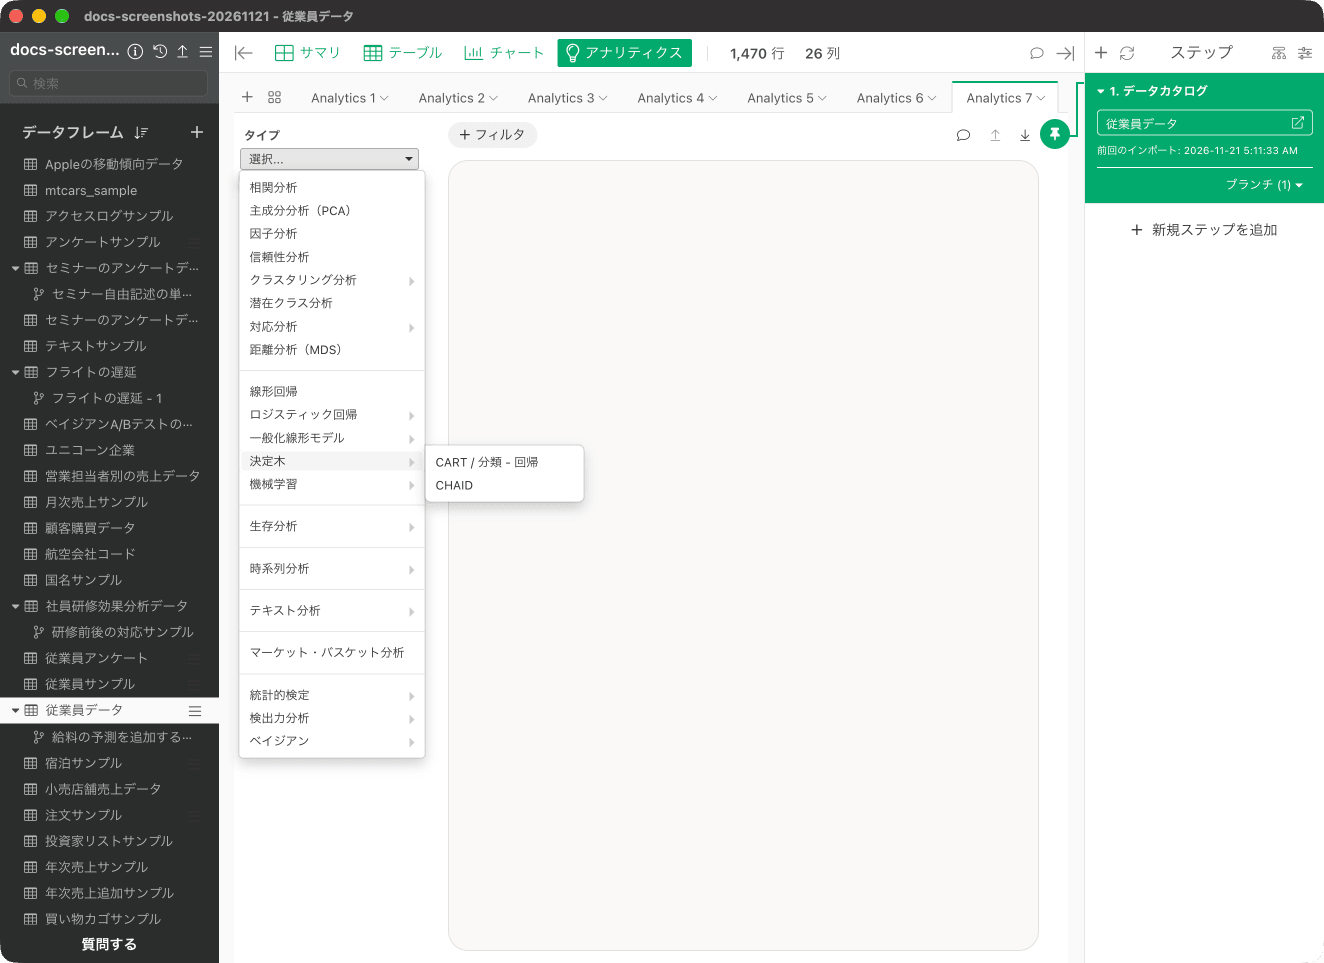 docs-screenshots-20261121 - 従業員データ
docs-screen...
検索
データフレーム
Appleの移動傾向データ
mtcars_sample
アクセスログサンプル
アンケートサンプル
セミナーのアンケートデ…
セミナー自由記述の単…
セミナーのアンケートデ…
テキストサンプル
フライトの遅延
フライトの遅延 - 1
ベイジアンA/Bテストの…
ユニコーン企業
営業担当者別の売上データ
月次売上サンプル
顧客購買データ
航空会社コード
国名サンプル
社員研修効果分析データ
研修前後の対応サンプル
従業員アンケート
従業員サンプル
従業員データ
給料の予測を追加する…
宿泊サンプル
小売店舗売上データ
注文サンプル
投資家リストサンプル
年次売上サンプル
年次売上追加サンプル
買い物カゴサンプル
質問する
サマリ
テーブル
チャート
アナリティクス
1,470 行
26 列
Analytics 1
Analytics 2
Analytics 3
Analytics 4
Analytics 5
Analytics 6
Analytics 7
タイプ
選択...
フィルタ
相関分析
主成分分析（PCA）
因子分析
信頼性分析
クラスタリング分析
潜在クラス分析
対応分析
距離分析（MDS）
線形回帰
ロジスティック回帰
一般化線形モデル
決定木
機械学習
生存分析
時系列分析
テキスト分析
マーケット・バスケット分析
統計的検定
検出力分析
ベイジアン
CART / 分類 - 回帰
CHAID
ステップ
1. データカタログ
従業員データ
前回のインポート: 2026-11-21 5:11:33 AM
ブランチ (1)
新規ステップを追加